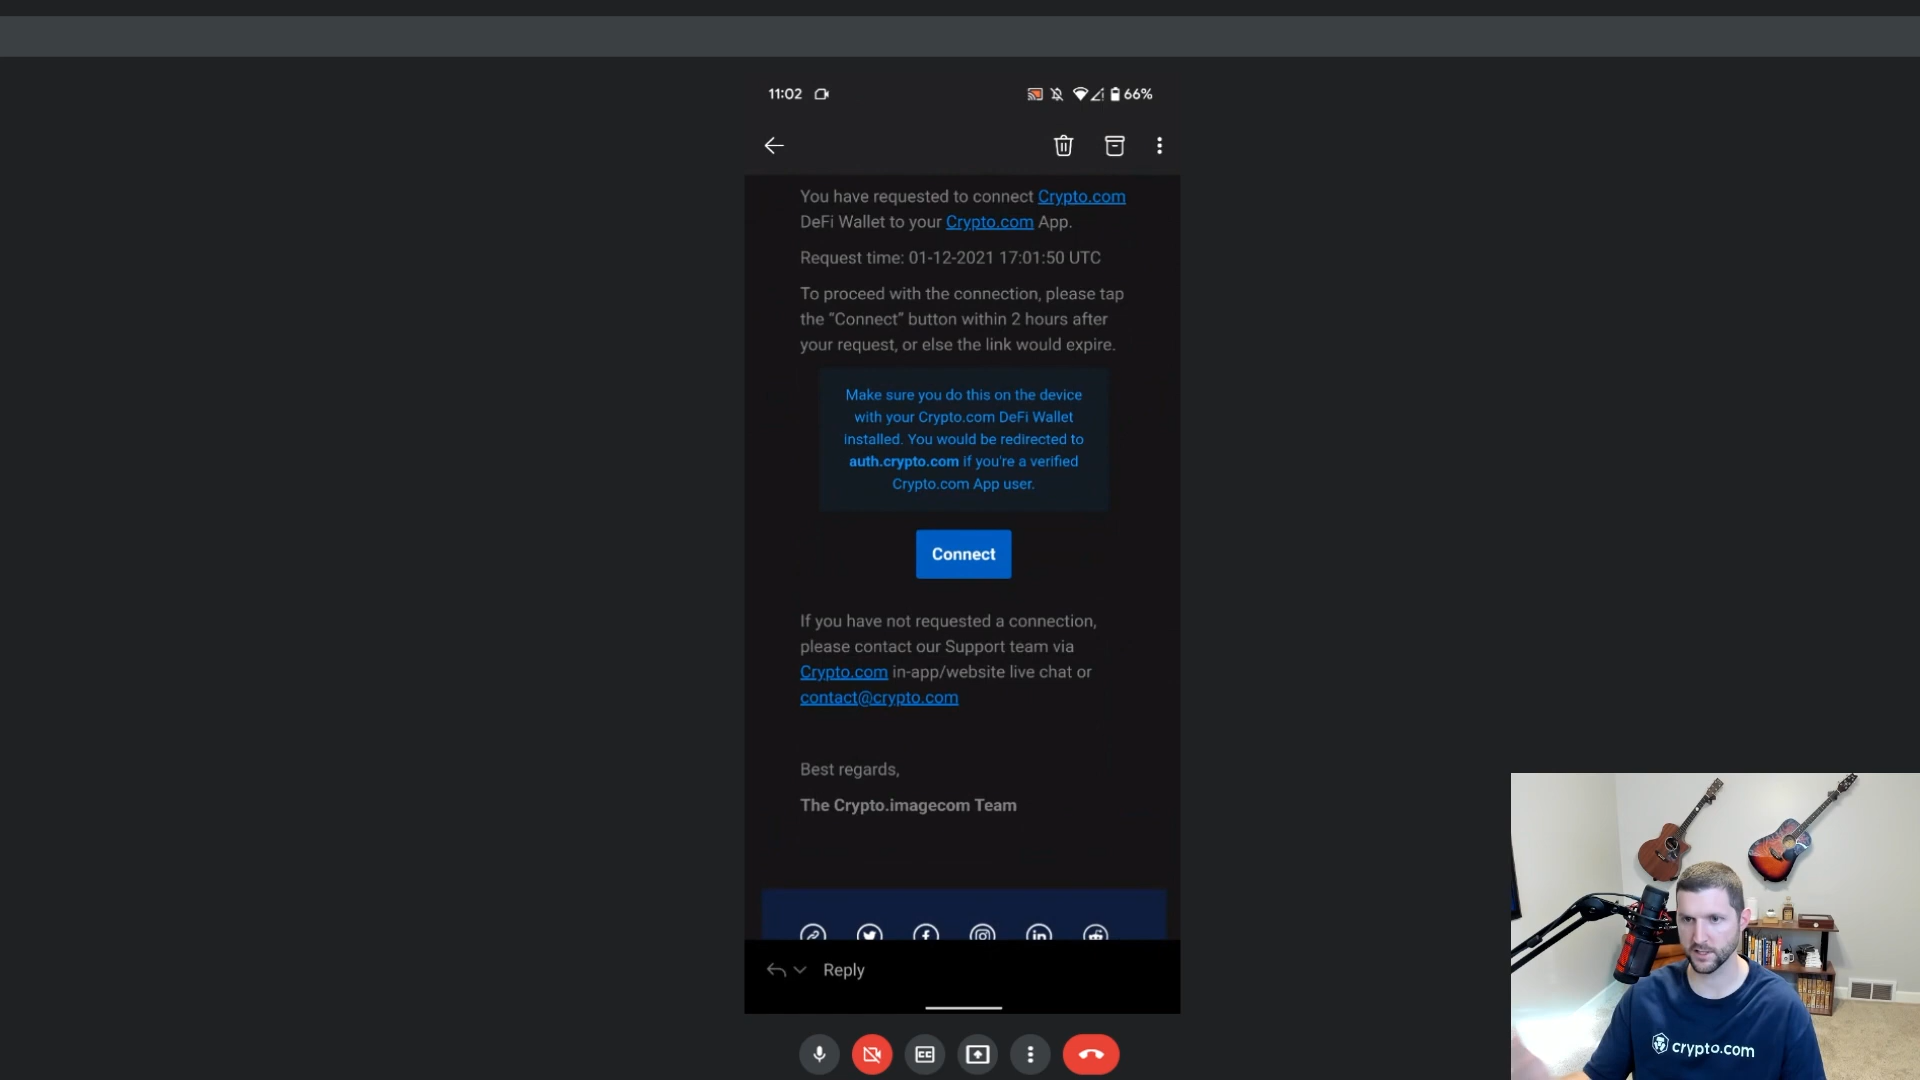 11:02
66%
You have requested to connect Crypto.com
DeFi Wallet to your Crypto.com App.
Request time: 01-12-2021 17:01:50 UTC
To proceed with the connection, please tap
the “Connect” button within 2 hours after
your request, or else the link would expire.
Make sure you do this on the device
with your Crypto.com DeFi Wallet
installed. You would be redirected to
auth.crypto.com if you're a verified
Crypto.com App user.
Connect
If you have not requested a connection,
please contact our Support team via
Crypto.com in-app/website live chat or
contact@crypto.com
Best regards,
The Crypto.imagecom Team
Reply
CC
crypto.com